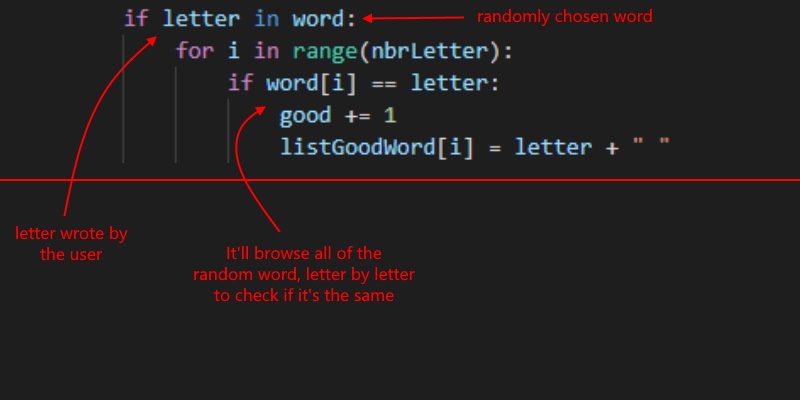 if letter in word:
randomly chosen word
for i in range(nbrLetter):
if word[i] == letter:
good += 1
listGoodWord[i] = letter + " "
letter wrote by
the user
It'll browse all of the
random word, letter by letter
to check if it's the same